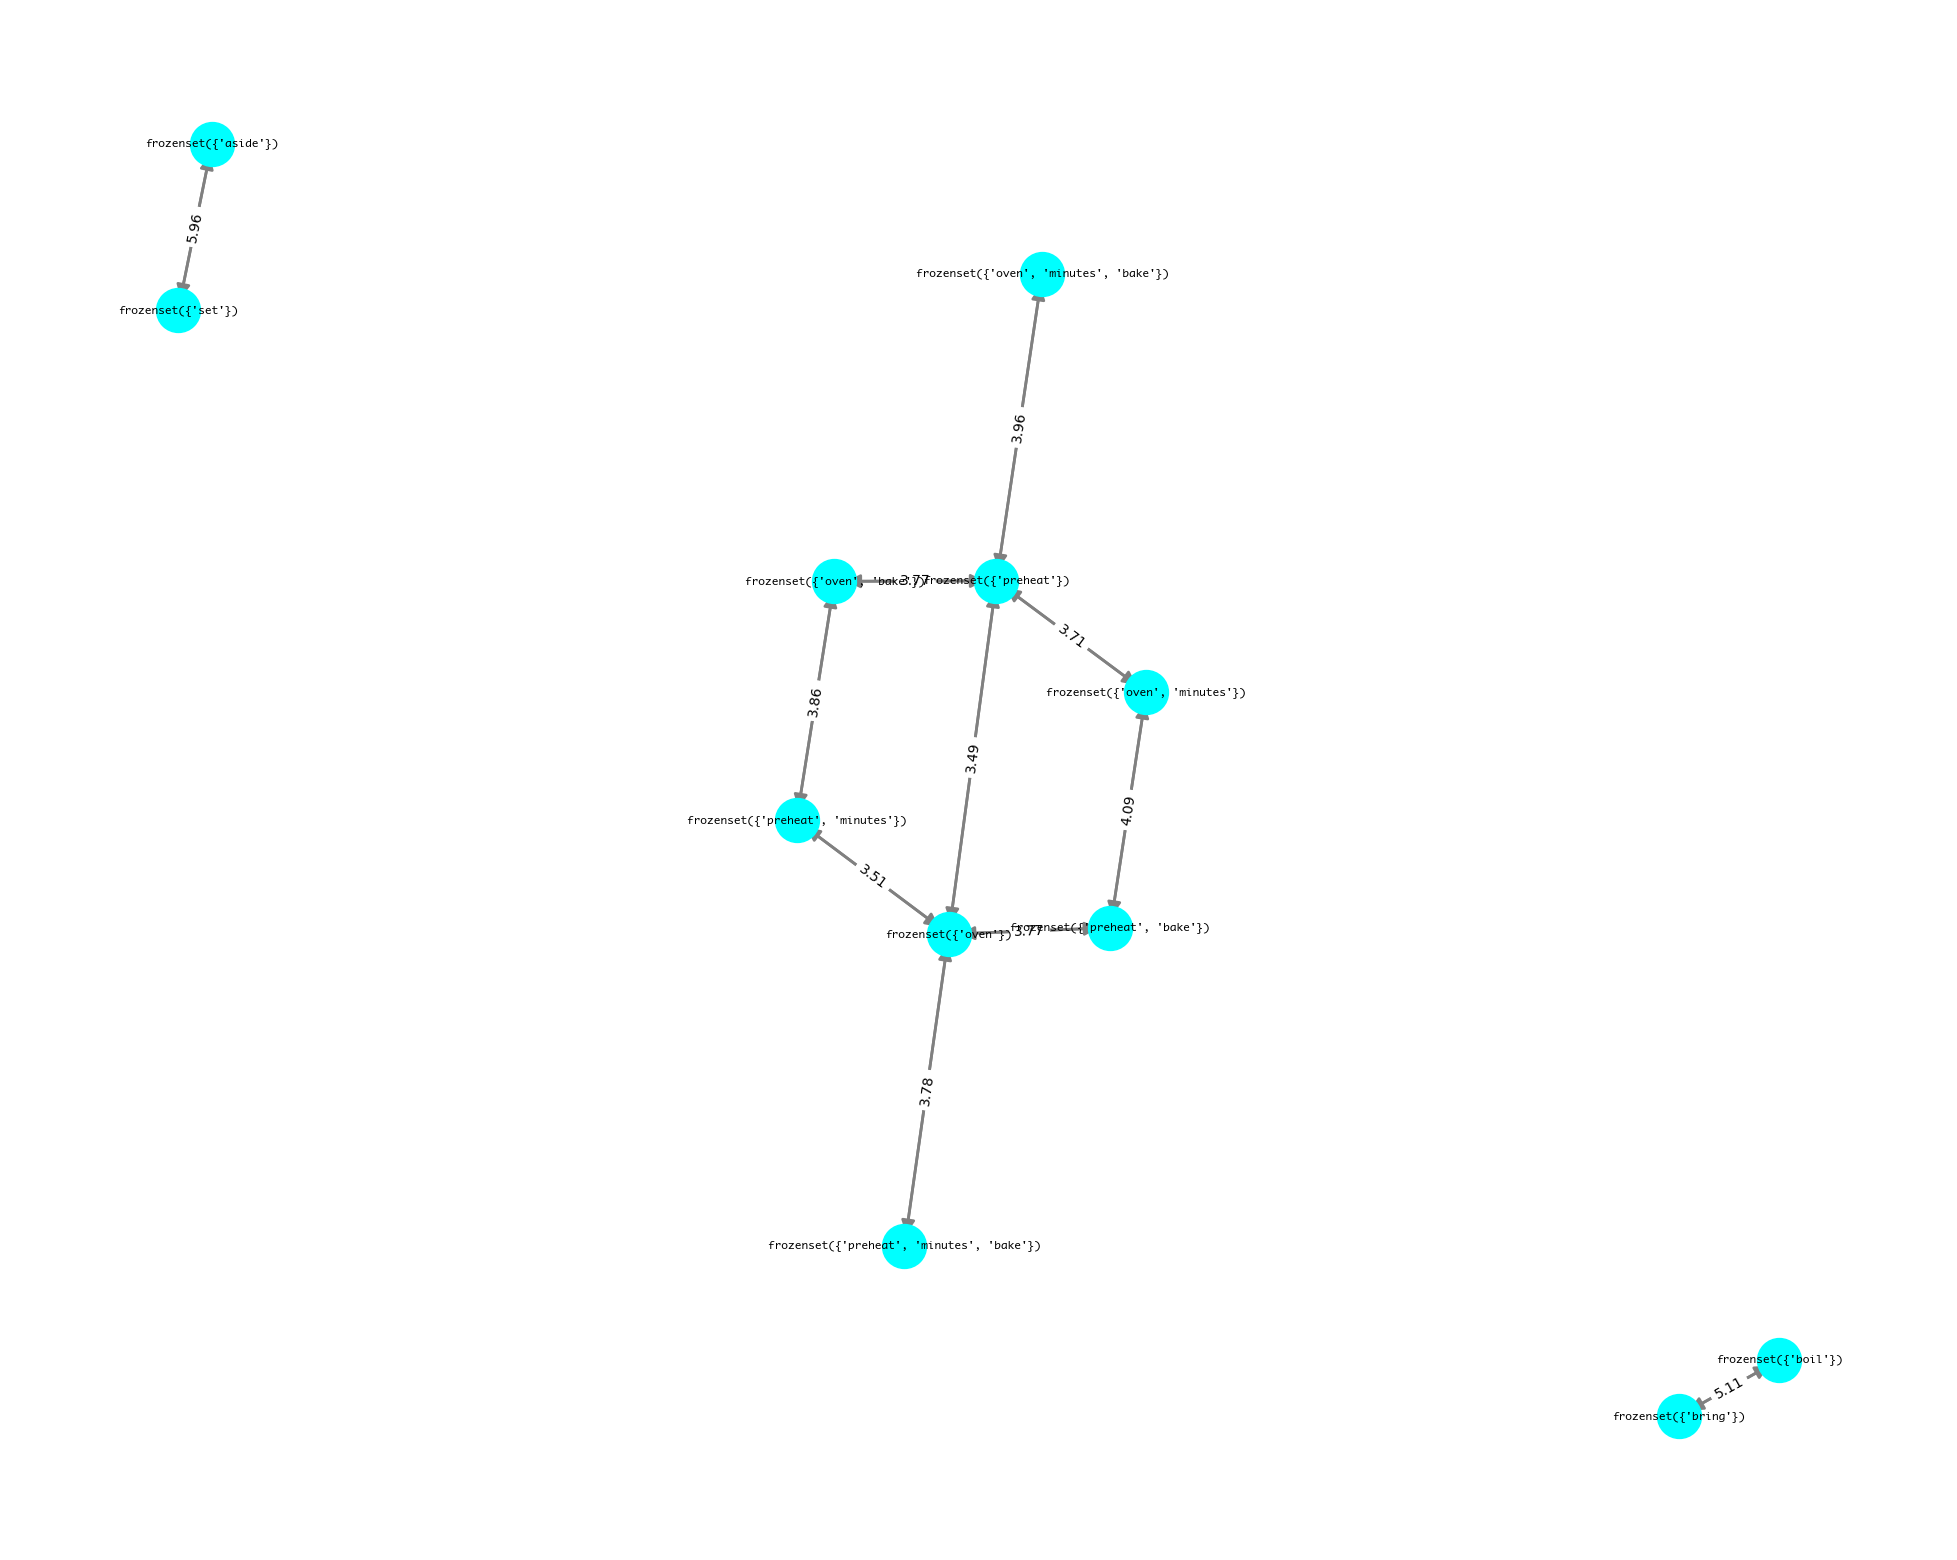 frozenset({'aside'})
5.96
frozenset({'oven', 'minutes', 'bake'})
frozenset({'set'})
3.96
frozenset({'oven', 'bake'})
3.77
frozenset({'preheat'})
3.71
frozenset({'oven', 'minutes'})
3.86
3.49
4.09
frozenset({'preheat', 'minutes'})
3.51
frozenset({'oven'})
3.77
frozenset({'preheat', 'bake'})
3.78
frozenset({'preheat', 'minutes', 'bake'})
frozenset({'boil'})
5.11
frozenset({'bring'})